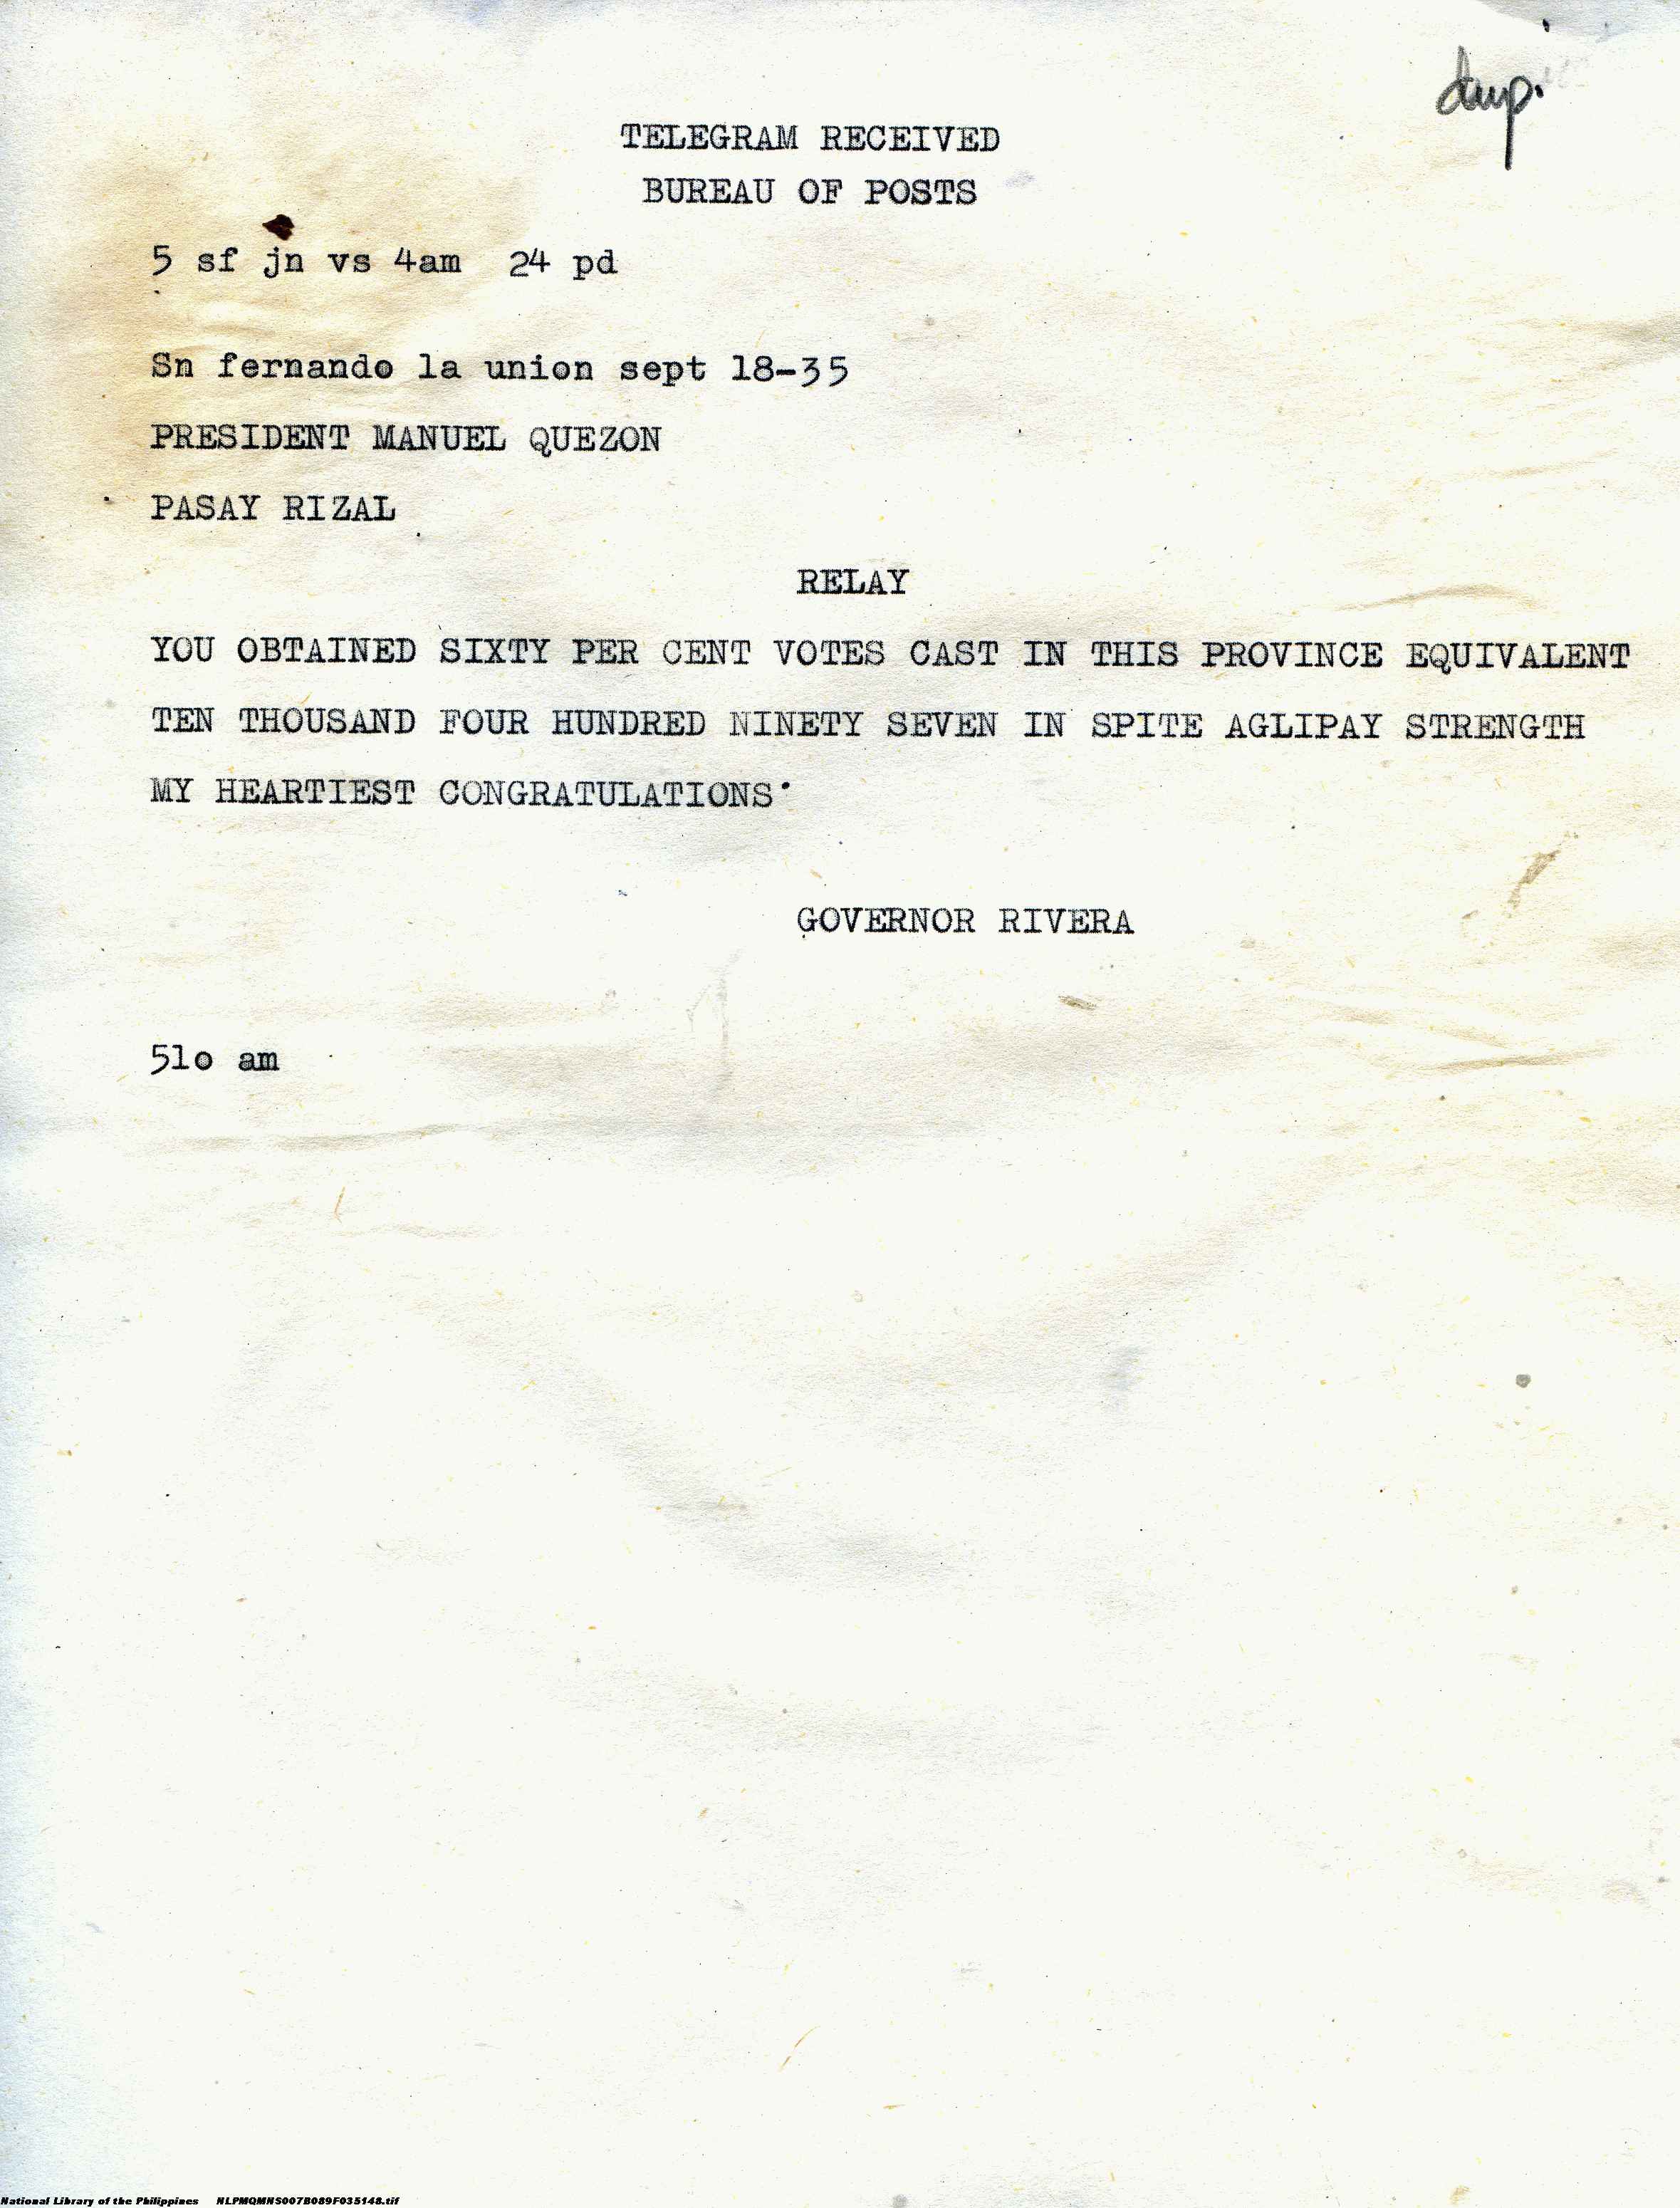 dup.
TELEGRAM RECEIVED
BUREAU OF POSTS
5 sf jn vs 4am 24 pd
Sn fernando la union sept 18-35
PRESIDENT MANUEL QUEZON
PASAY RIZAL
RELAY
YOU OBTAINED SIXTY PER CENT VOTES CAST IN THIS PROVINCE EQUIVALENT
TEN THOUSAND FOUR HUNDRED NINETY SEVEN IN SPITE AGLIPAY STRENGTH
MY HEARTIEST CONGRATULATIONS.
GOVERNOR RIVERA
51o am
National Library of the Philippines NLPMQMNS007B089F035148.tif